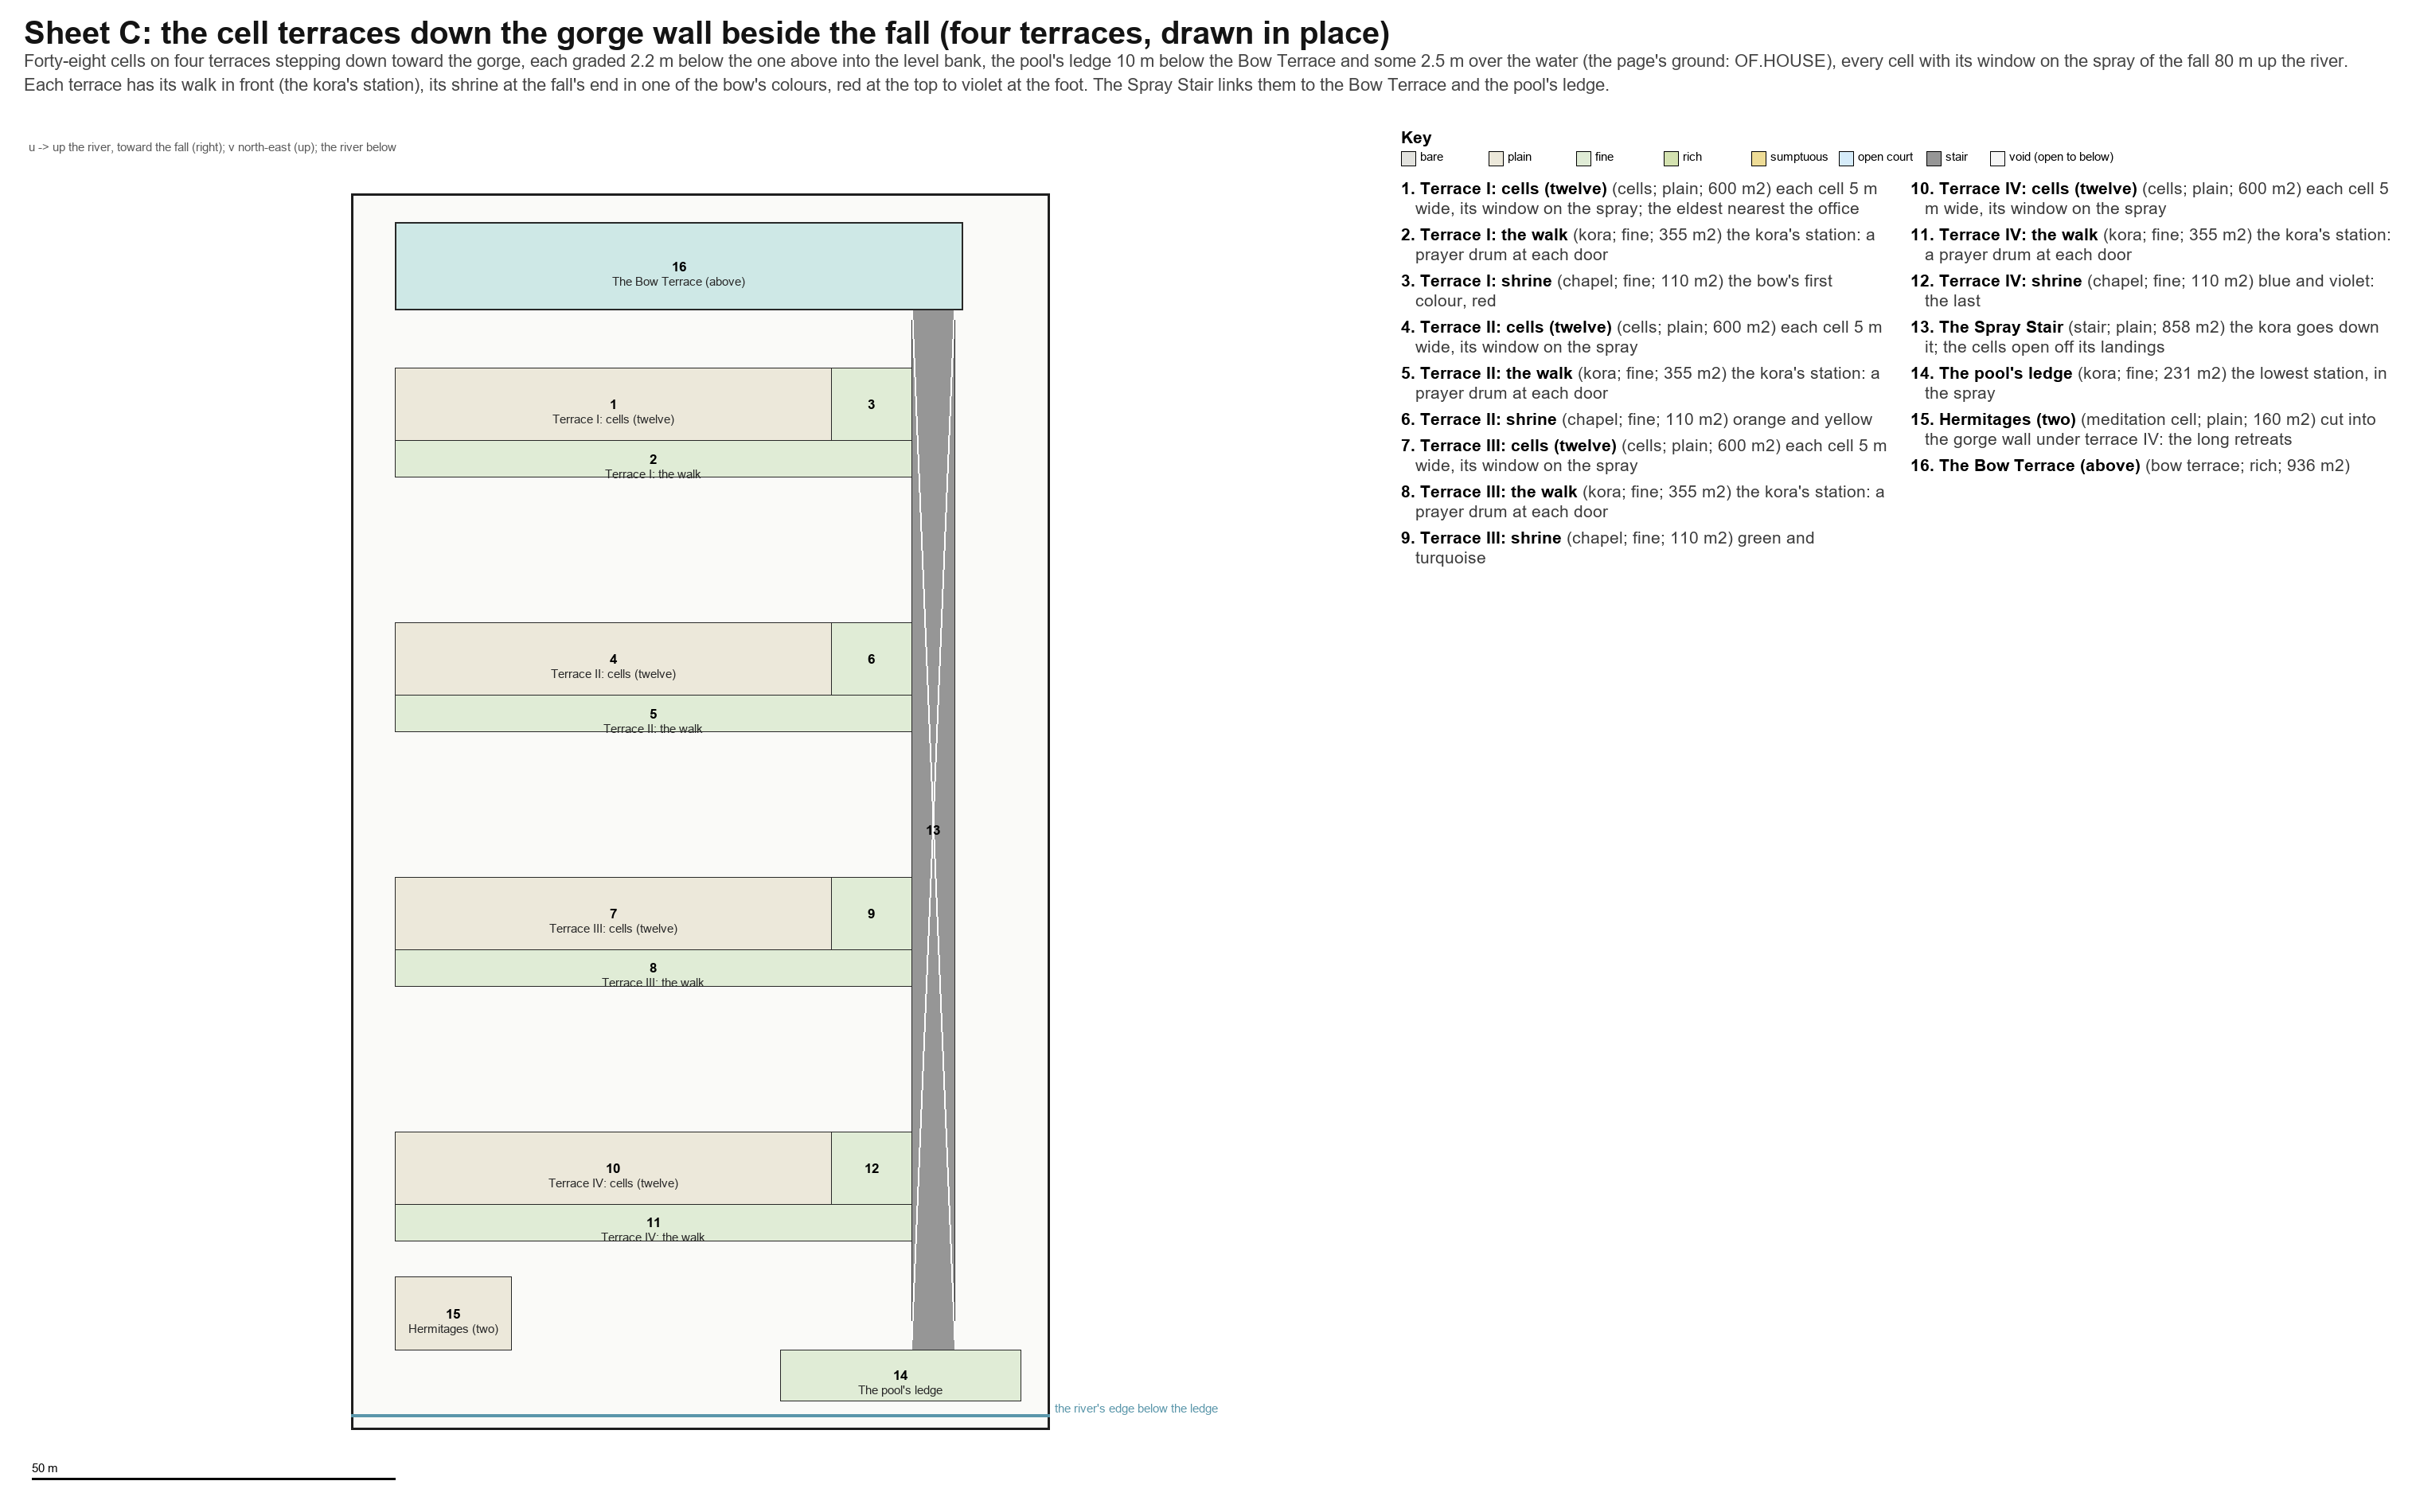 Sheet C: the cell terraces down the gorge wall beside the fall (four terraces, drawn in place)
Forty-eight cells on four terraces stepping down toward the gorge, each graded 2.2 m below the one above into the level bank, the pool's ledge 10 m below the Bow Terrace and some 2.5 m over the water (the page's ground: OF.HOUSE), every cell with its window on the spray of the fall 80 m up the river.
Each terrace has its walk in front (the kora's station), its shrine at the fall's end in one of the bow's colours, red at the top to violet at the foot. The Spray Stair links them to the Bow Terrace and the pool's ledge.
u -> up the river, toward the fall (right); v north-east (up); the river below
16
The Bow Terrace (above)
1
Terrace I: cells (twelve)
3
2
Terrace I: the walk
4
Terrace II: cells (twelve)
6
5
Terrace II: the walk
13
7
Terrace III: cells (twelve)
9
8
Terrace III: the walk
10
Terrace IV: cells (twelve)
12
11
Terrace IV: the walk
15
Hermitages (two)
14
The pool's ledge
the river's edge below the ledge
50 m
Key
bare
plain
fine
rich
sumptuous
open court
stair
void (open to below)
1. Terrace I: cells (twelve) (cells; plain; 600 m2) each cell 5 m
wide, its window on the spray; the eldest nearest the office
2. Terrace I: the walk (kora; fine; 355 m2) the kora's station: a
prayer drum at each door
3. Terrace I: shrine (chapel; fine; 110 m2) the bow's first
colour, red
4. Terrace II: cells (twelve) (cells; plain; 600 m2) each cell 5 m
wide, its window on the spray
5. Terrace II: the walk (kora; fine; 355 m2) the kora's station: a
prayer drum at each door
6. Terrace II: shrine (chapel; fine; 110 m2) orange and yellow
7. Terrace III: cells (twelve) (cells; plain; 600 m2) each cell 5 m
wide, its window on the spray
8. Terrace III: the walk (kora; fine; 355 m2) the kora's station: a
prayer drum at each door
9. Terrace III: shrine (chapel; fine; 110 m2) green and
turquoise
10. Terrace IV: cells (twelve) (cells; plain; 600 m2) each cell 5
m wide, its window on the spray
11. Terrace IV: the walk (kora; fine; 355 m2) the kora's station:
a prayer drum at each door
12. Terrace IV: shrine (chapel; fine; 110 m2) blue and violet:
the last
13. The Spray Stair (stair; plain; 858 m2) the kora goes down
it; the cells open off its landings
14. The pool's ledge (kora; fine; 231 m2) the lowest station, in
the spray
15. Hermitages (two) (meditation cell; plain; 160 m2) cut into
the gorge wall under terrace IV: the long retreats
16. The Bow Terrace (above) (bow terrace; rich; 936 m2)